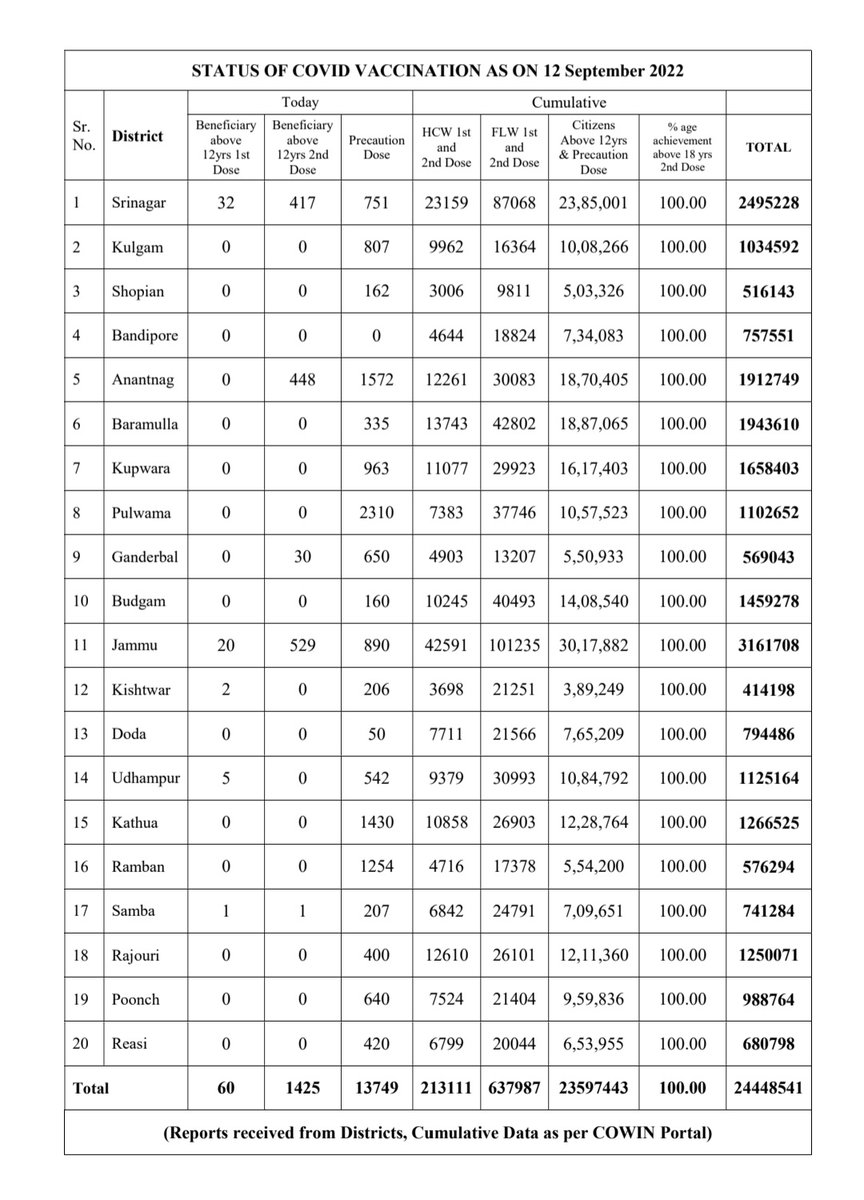 STATUS OF COVID VACCINATION AS ON 12 September 2022
Sr. No. District Today Cumulative
Beneficiary above 12yrs 1st Dose Beneficiary above 12yrs 2nd Dose Precaution Dose HCW 1st and 2nd Dose FLW 1st and 2nd Dose Citizens Above 12yrs & Precaution Dose % age achievement above 18 yrs 2nd Dose TOTAL
1 Srinagar 32 417 751 23159 87068 23,85,001 100.00 2495228
2 Kulgam 0 0 807 9962 16364 10,08,266 100.00 1034592
3 Shopian 0 0 162 3006 9811 5,03,326 100.00 516143
4 Bandipore 0 0 0 4644 18824 7,34,083 100.00 757551
5 Anantnag 0 448 1572 12261 30083 18,70,405 100.00 1912749
6 Baramulla 0 0 335 13743 42802 18,87,065 100.00 1943610
7 Kupwara 0 0 963 11077 29923 16,17,403 100.00 1658403
8 Pulwama 0 0 2310 7383 37746 10,57,523 100.00 1102652
9 Ganderbal 0 30 650 4903 13207 5,50,933 100.00 569043
10 Budgam 0 0 160 10245 40493 14,08,540 100.00 1459278
11 Jammu 20 529 890 42591 101235 30,17,882 100.00 3161708
12 Kishtwar 2 0 206 3698 21251 3,89,249 100.00 414198
13 Doda 0 0 50 7711 21566 7,65,209 100.00 794486
14 Udhampur 5 0 542 9379 30993 10,84,792 100.00 1125164
15 Kathua 0 0 1430 10858 26903 12,28,764 100.00 1266525
16 Ramban 0 0 1254 4716 17378 5,54,200 100.00 576294
17 Samba 1 1 207 6842 24791 7,09,651 100.00 741284
18 Rajouri 0 0 400 12610 26101 12,11,360 100.00 1250071
19 Poonch 0 0 640 7524 21404 9,59,836 100.00 988764
20 Reasi 0 0 420 6799 20044 6,53,955 100.00 680798
Total 60 1425 13749 213111 637987 23597443 100.00 24448541
(Reports received from Districts, Cumulative Data as per COWIN Portal)